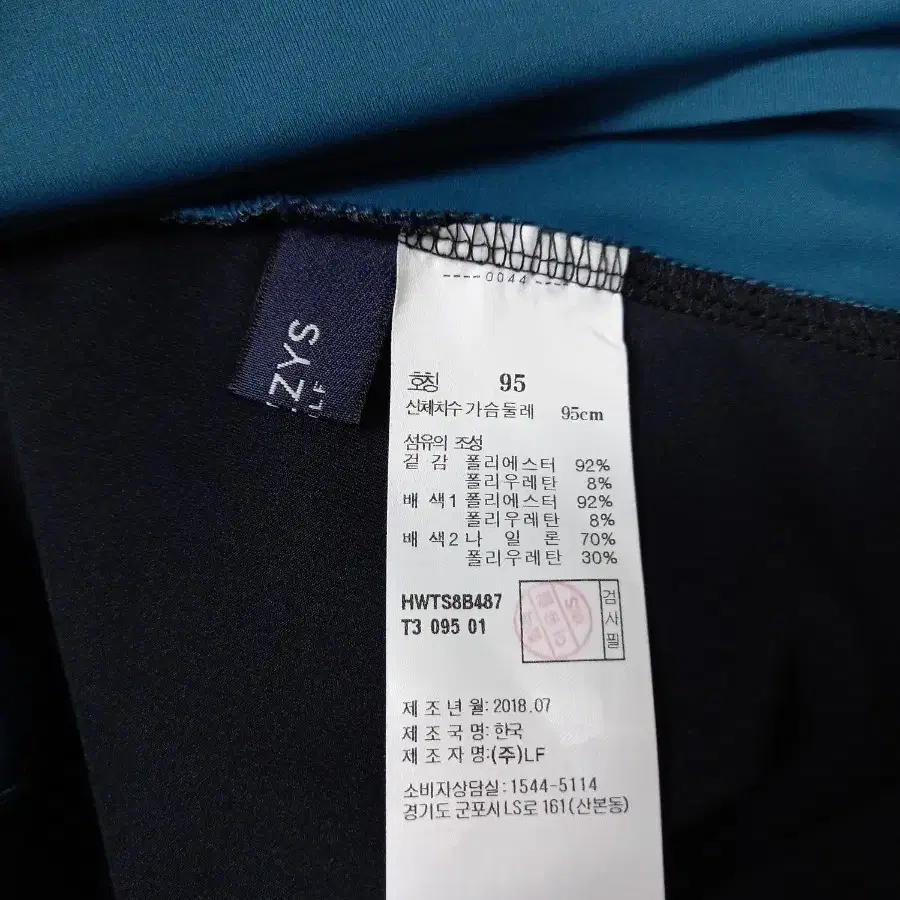 0044
ZYS
LF
호칭 95
신체치수 가슴둘레 95cm
섬유의 조성
겉 감 폴리에스터 92%
폴리우레탄 8%
배 색1 폴리에스터 92%
폴리우레탄 8%
배 색2 나 일 론 70%
폴리우레탄 30%
HWTS8B487
T3 095 01
검사필
제 조 년 월: 2018.07
제 조 국 명: 한국
제 조 자 명: (주)LF
소비자상담실: 1544-5114
경기도 군포시 LS로 161(산본동)